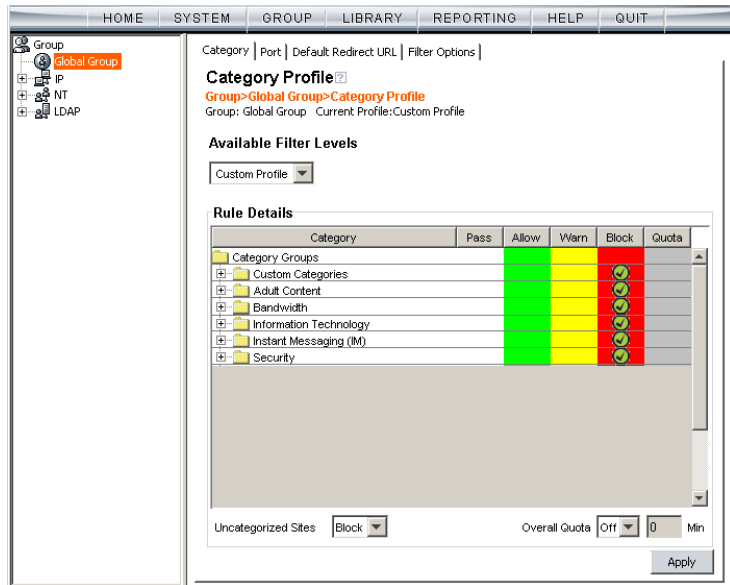 HOME SYSTEM GROUP LIBRARY REPORTING HELP QUIT
Group
Global Group
IP
NT
LDAP
Category Port Default Redirect URL Filter Options
Category Profile ?
Group>Global Group>Category Profile
Group: Global Group Current Profile:Custom Profile
Available Filter Levels
Custom Profile
Rule Details
Category Pass Allow Warn Block Quota
Category Groups
Custom Categories
Adult Content
Bandwidth
Information Technology
Instant Messaging (IM)
Security
Uncategorized Sites Block Overall Quota Off 0 Min
Apply